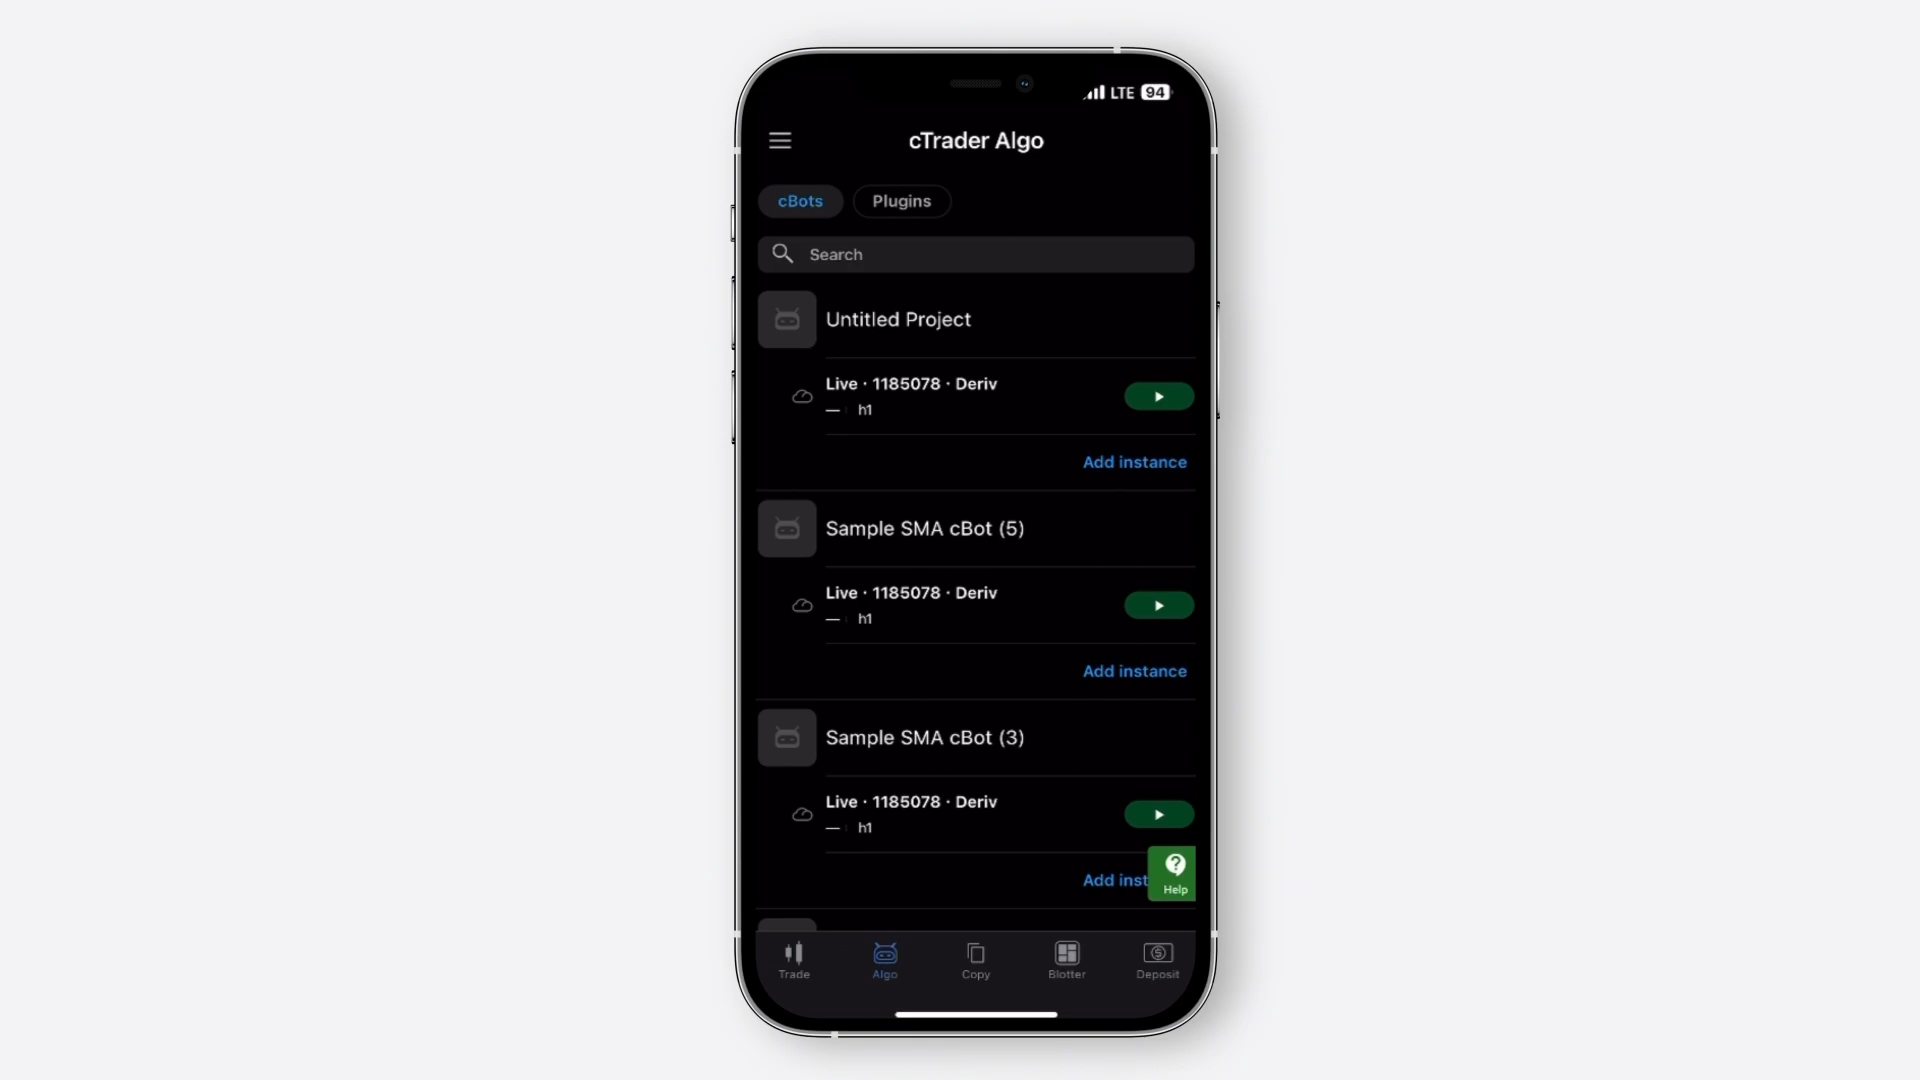 LTE 94
cTrader Algo
cBots Plugins
Search
Untitled Project
Live · 1185078 · Deriv
— h1
Add instance
Sample SMA cBot (5)
Live · 1185078 · Deriv
— h1
Add instance
Sample SMA cBot (3)
Live · 1185078 · Deriv
— h1
Add inst
Help
Trade Algo Copy Blotter Deposit